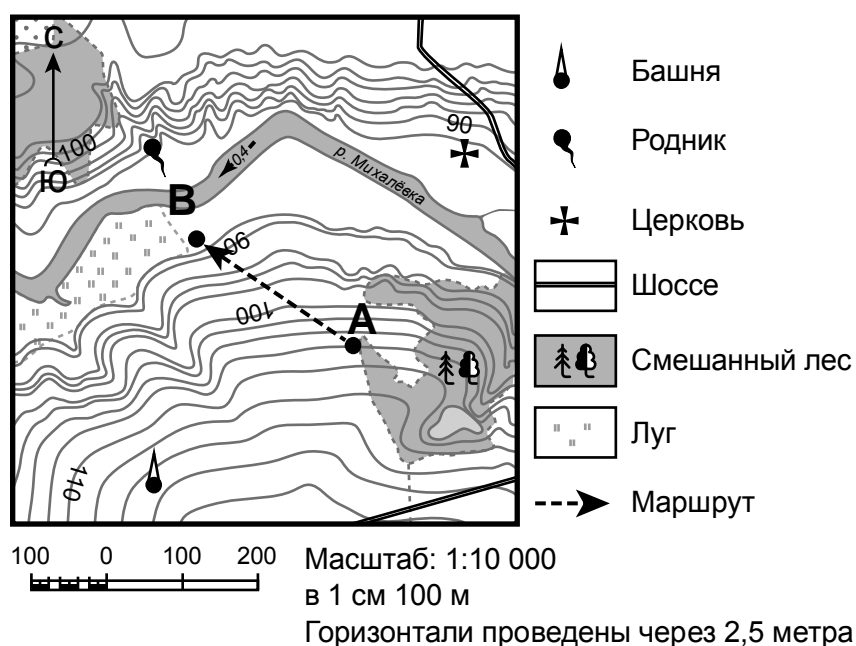 С
100
Ю
0,4
р. Михалёвка
90
В
90
100
А
110
Башня
Родник
Церковь
Шоссе
Смешанный лес
Луг
Маршрут
100 0 100 200
Масштаб: 1:10 000
в 1 см 100 м
Горизонтали проведены через 2,5 метра